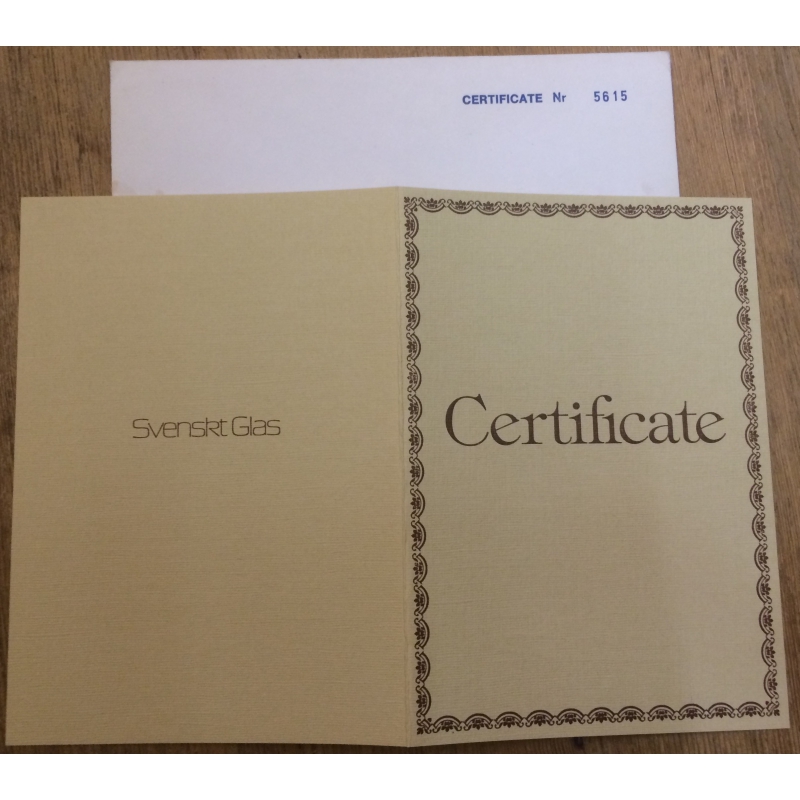 CERTIFICATE Nr 5615
Svenskt Glas
Certificate